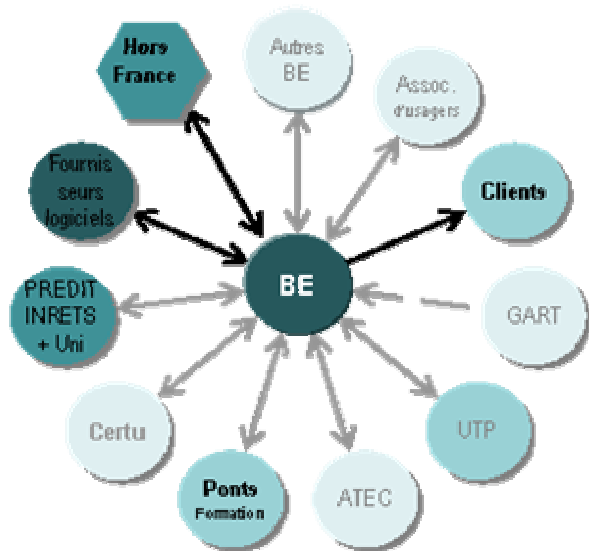 Hors
France
Autres
BE
Assoc.
d'usagers
Fournis
seurs
logiciels
Clients
BE
PREDIT
INRETS
+ Uni
GART
Certu
UTP
Ponts
Formation
ATEC